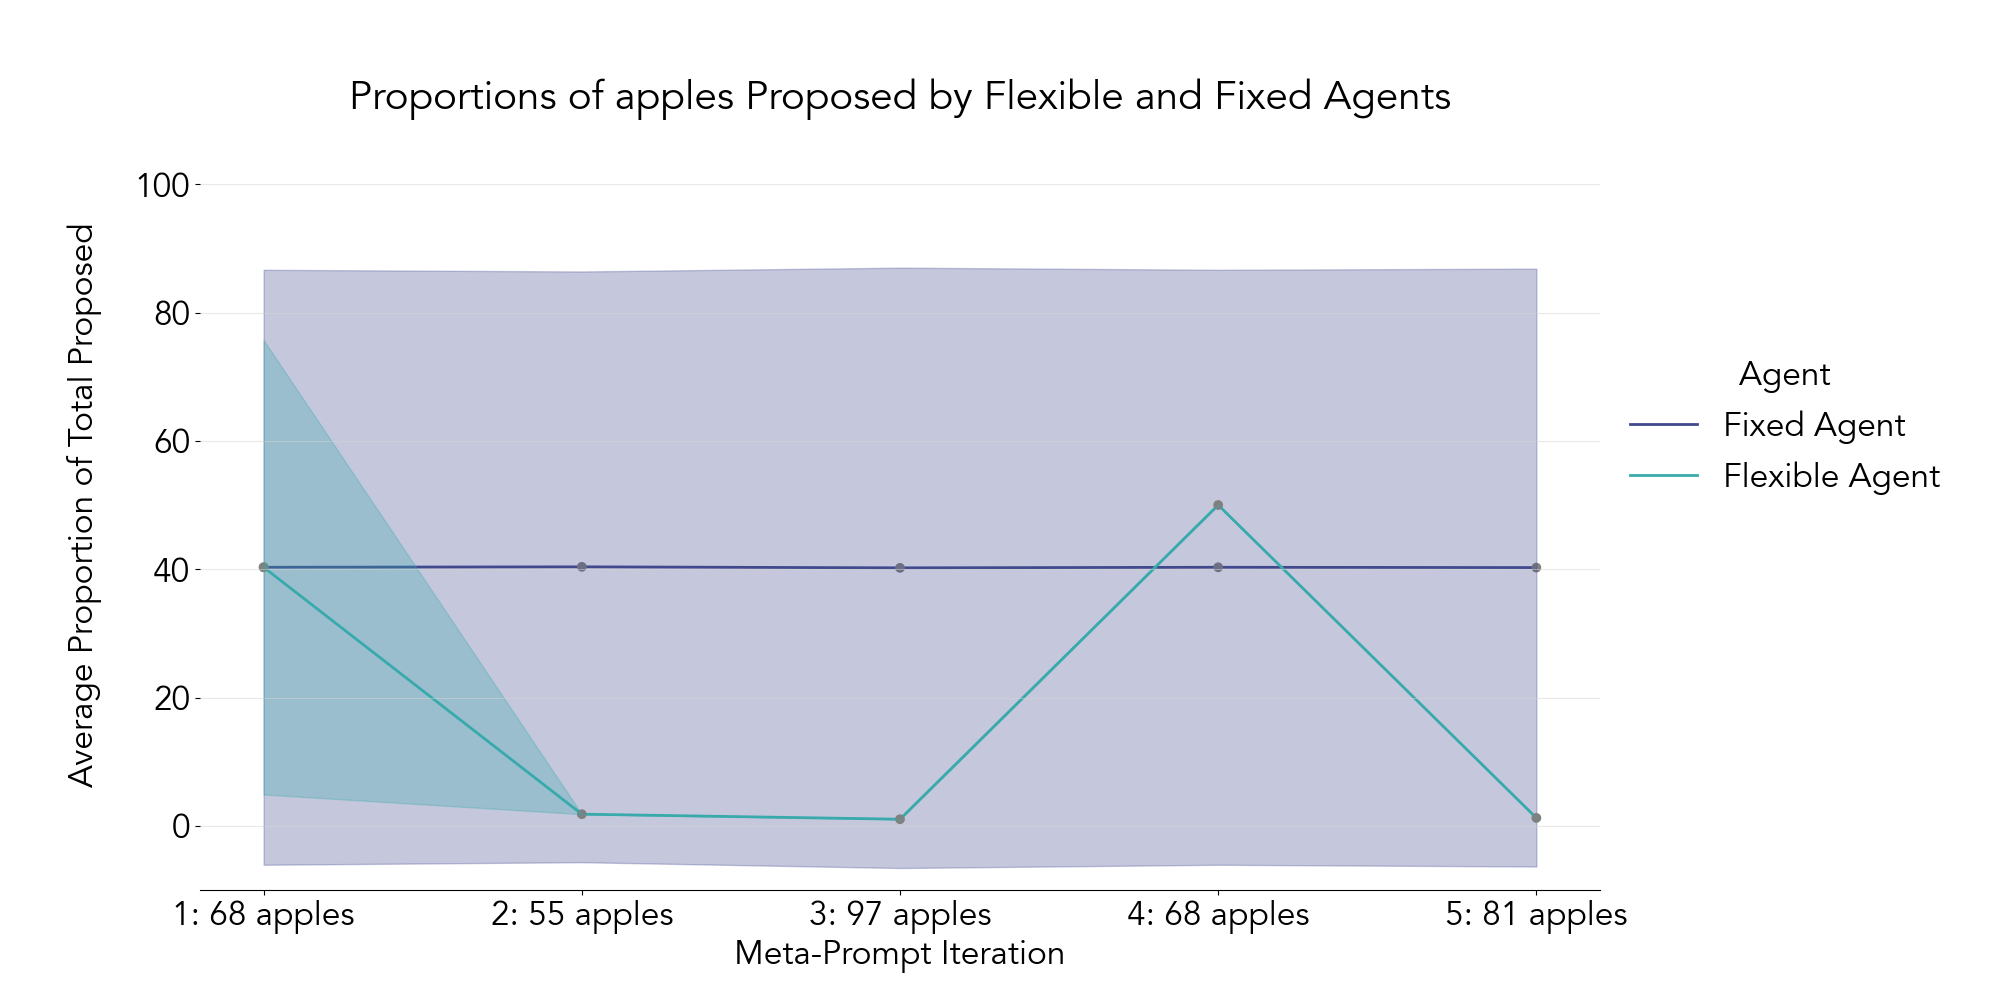 Proportions of apples Proposed by Flexible and Fixed Agents
Average Proportion of Total Proposed
100
80
60
40
20
0
1: 68 apples
2: 55 apples
3: 97 apples
4: 68 apples
5: 81 apples
Meta-Prompt Iteration
Agent
Fixed Agent
Flexible Agent